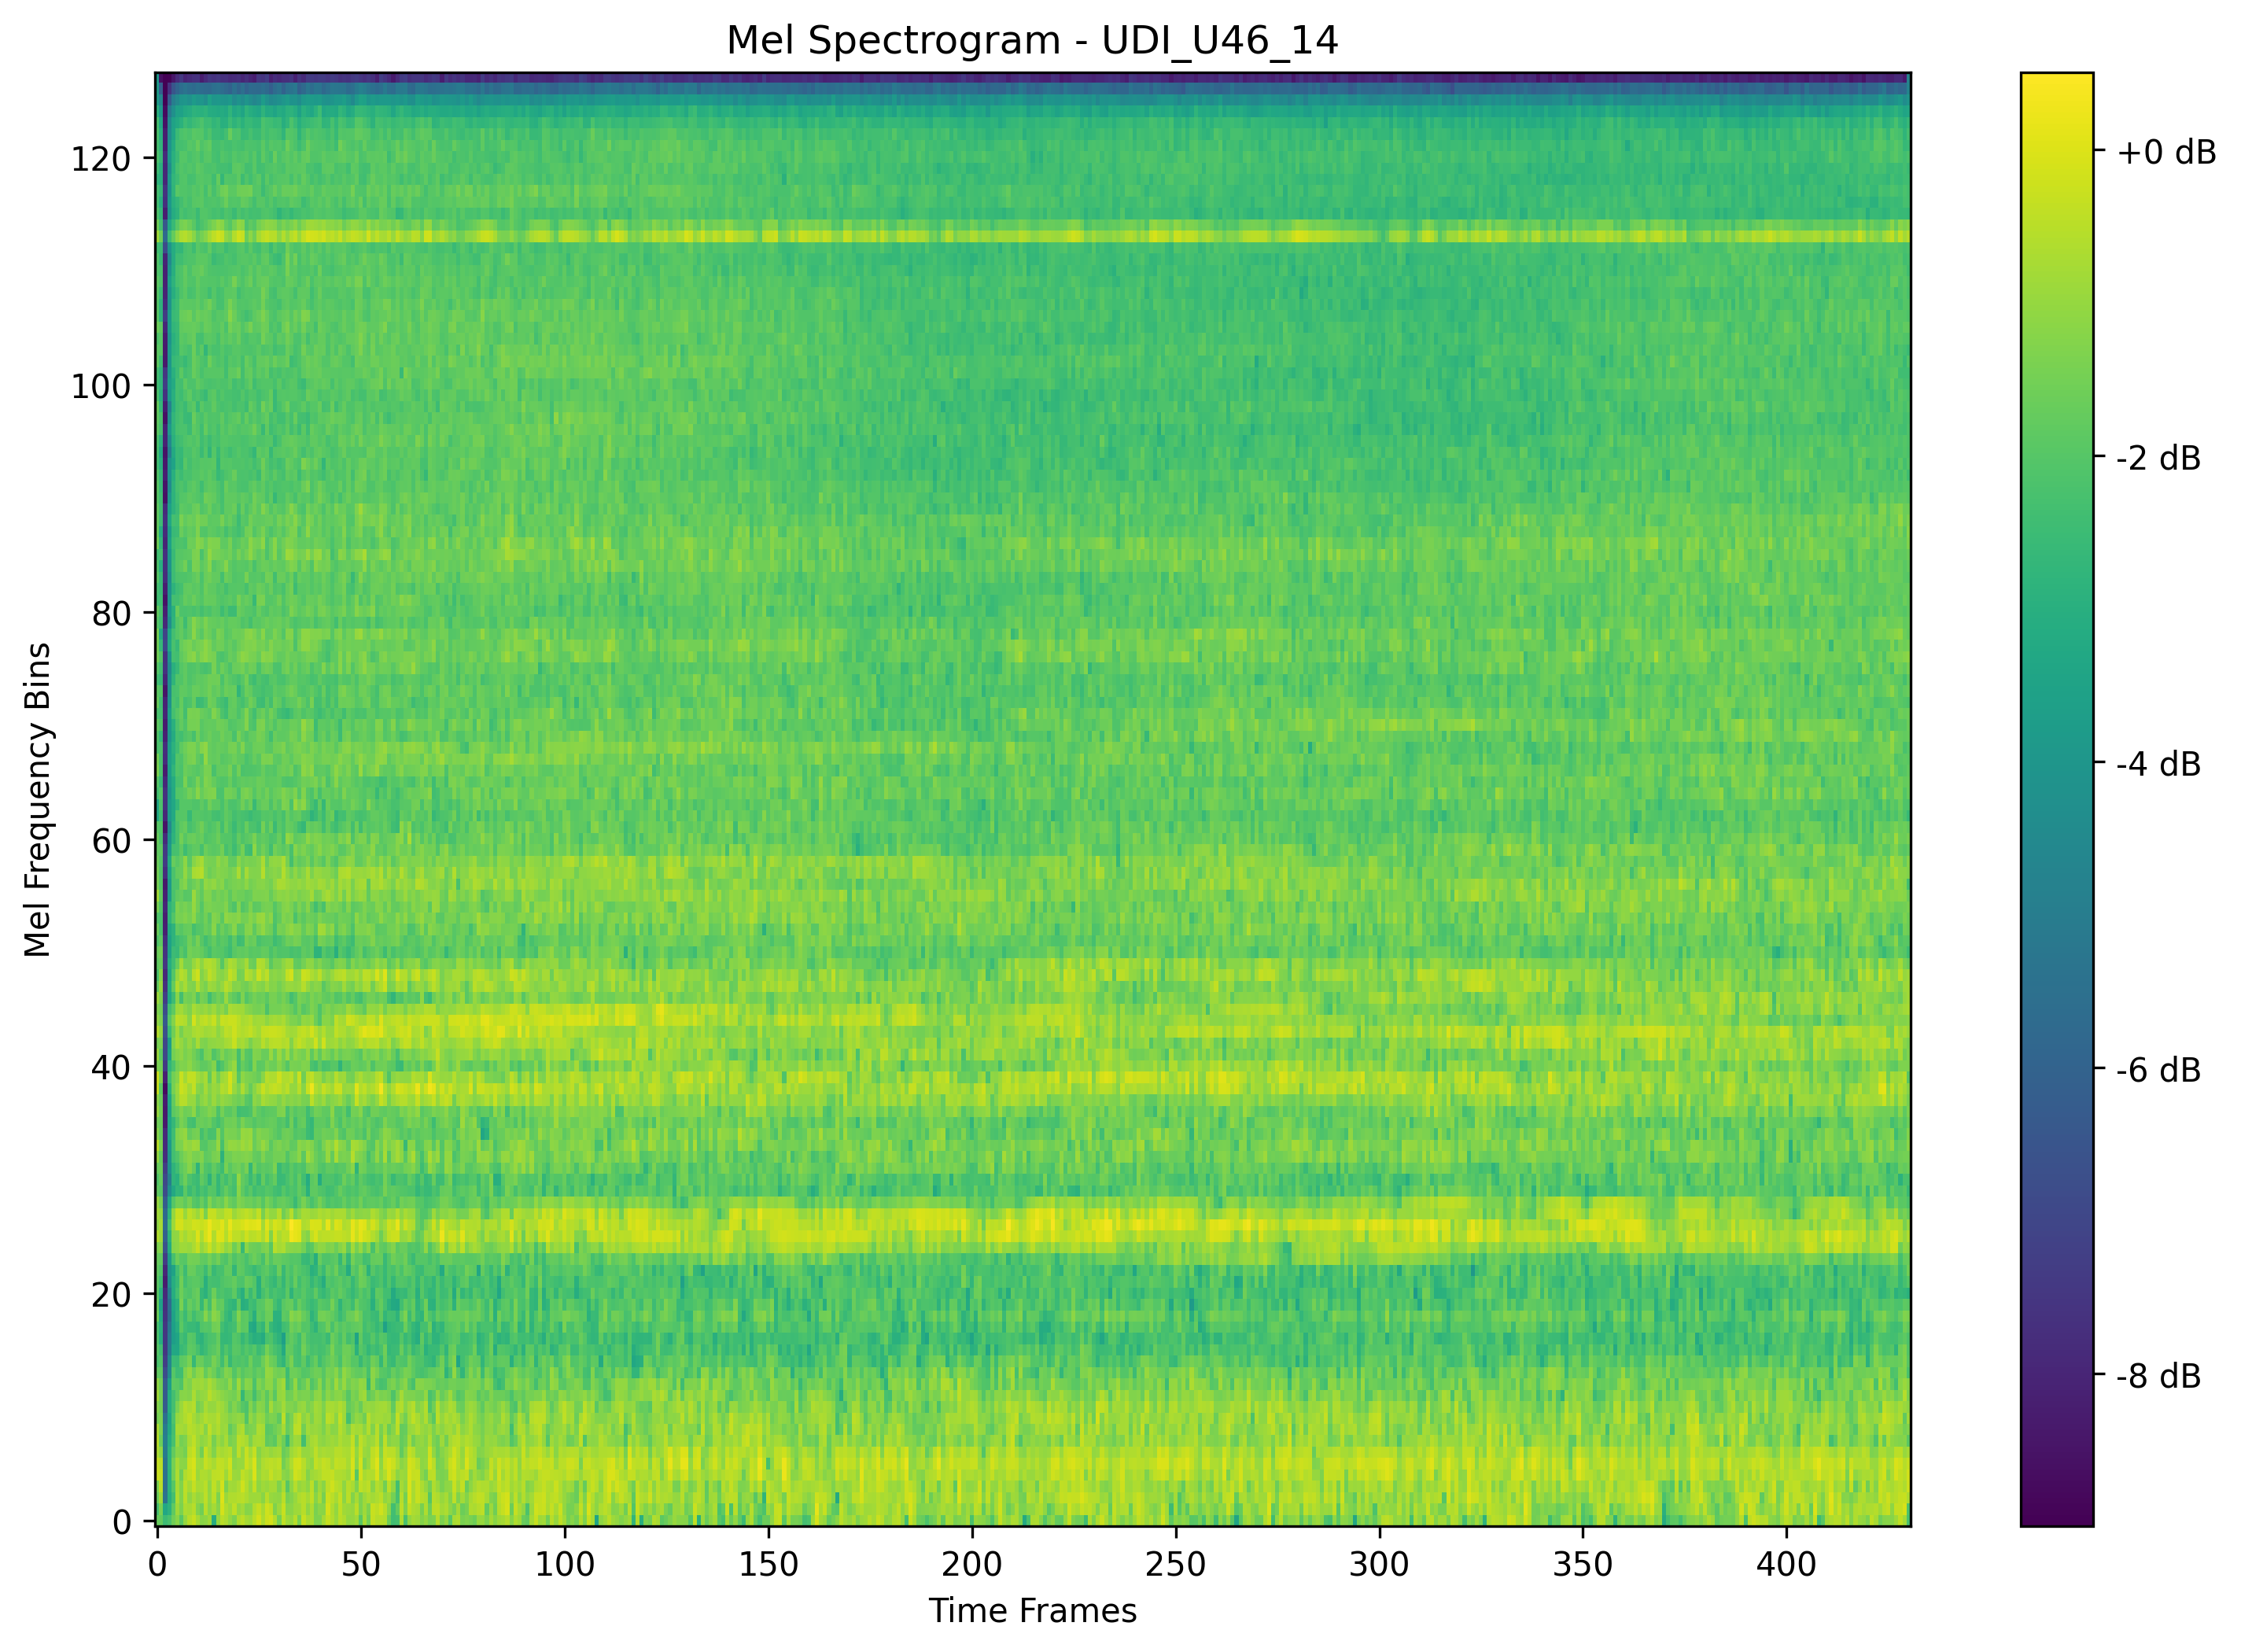 Mel Spectrogram - UDI_U46_14
Mel Frequency Bins
120
100
80
60
40
20
0
0 50 100 150 200 250 300 350 400
Time Frames
+0 dB
-2 dB
-4 dB
-6 dB
-8 dB